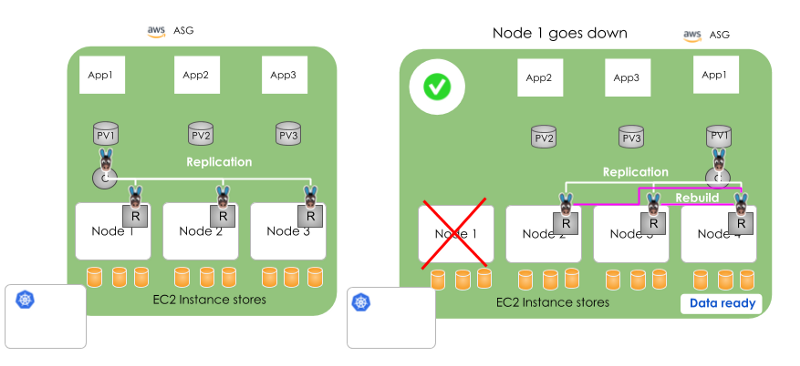 aws ASG
App1 App2 App3
PV1 PV2 PV3
Replication
C
R R R
Node 1 Node 2 Node 3
EC2 Instance stores
Node 1 goes down
aws ASG
App2 App3 App1
PV2 PV3 PV1
Replication
C
Rebuild
R R R
Node 1 Node 2 Node 3 Node 4
EC2 Instance stores
Data ready